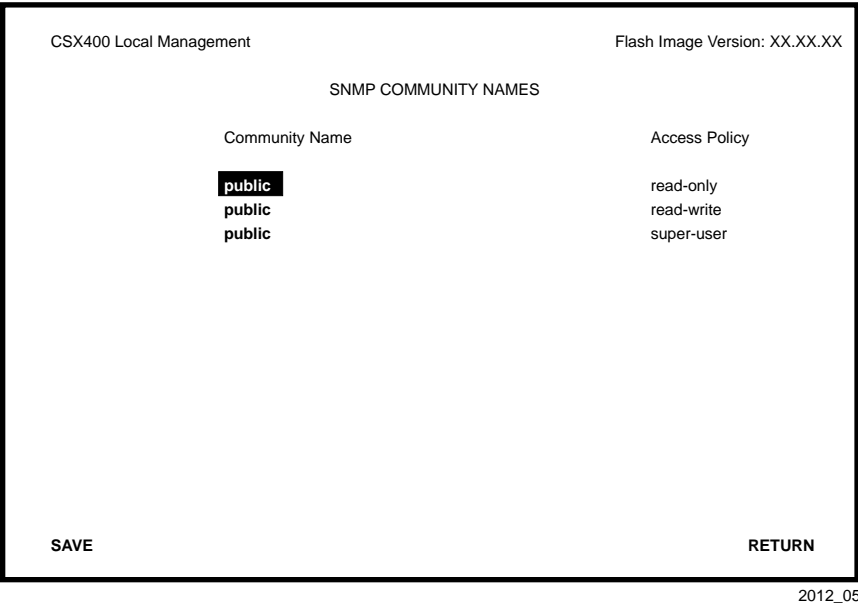 CSX400 Local Management Flash Image Version: XX.XX.XX
SNMP COMMUNITY NAMES
Community Name Access Policy
public read-only
public read-write
public super-user
SAVE RETURN
2012_05